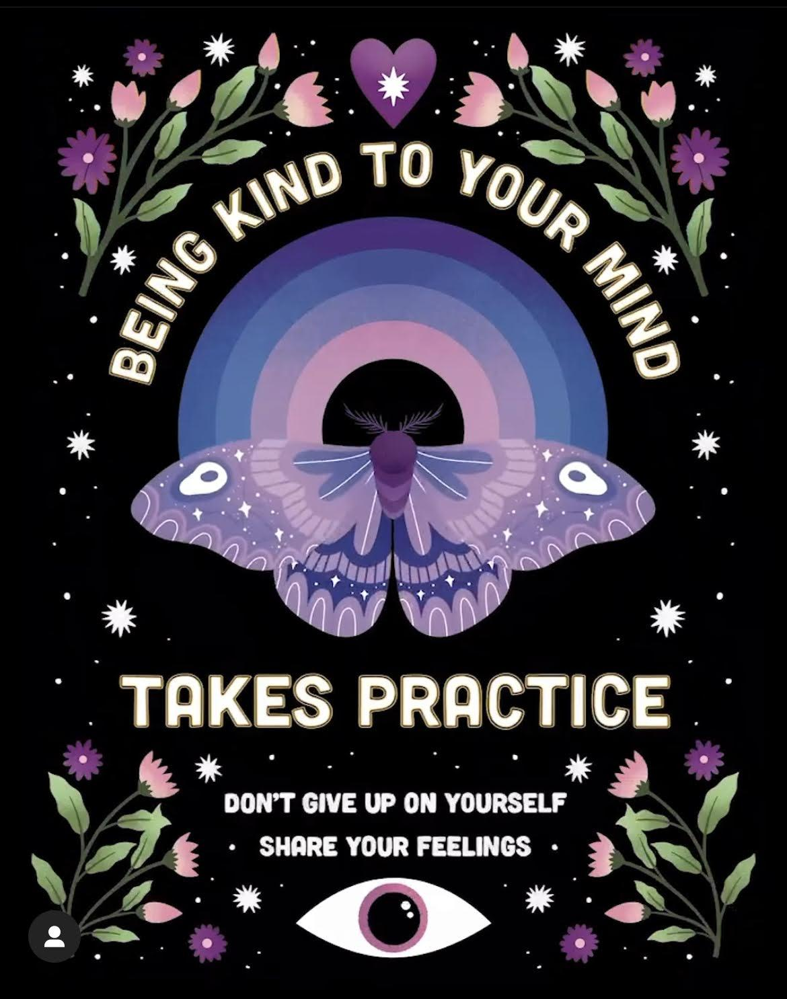 BEING KIND TO YOUR MIND
TAKES PRACTICE
DON'T GIVE UP ON YOURSELF
• SHARE YOUR FEELINGS •